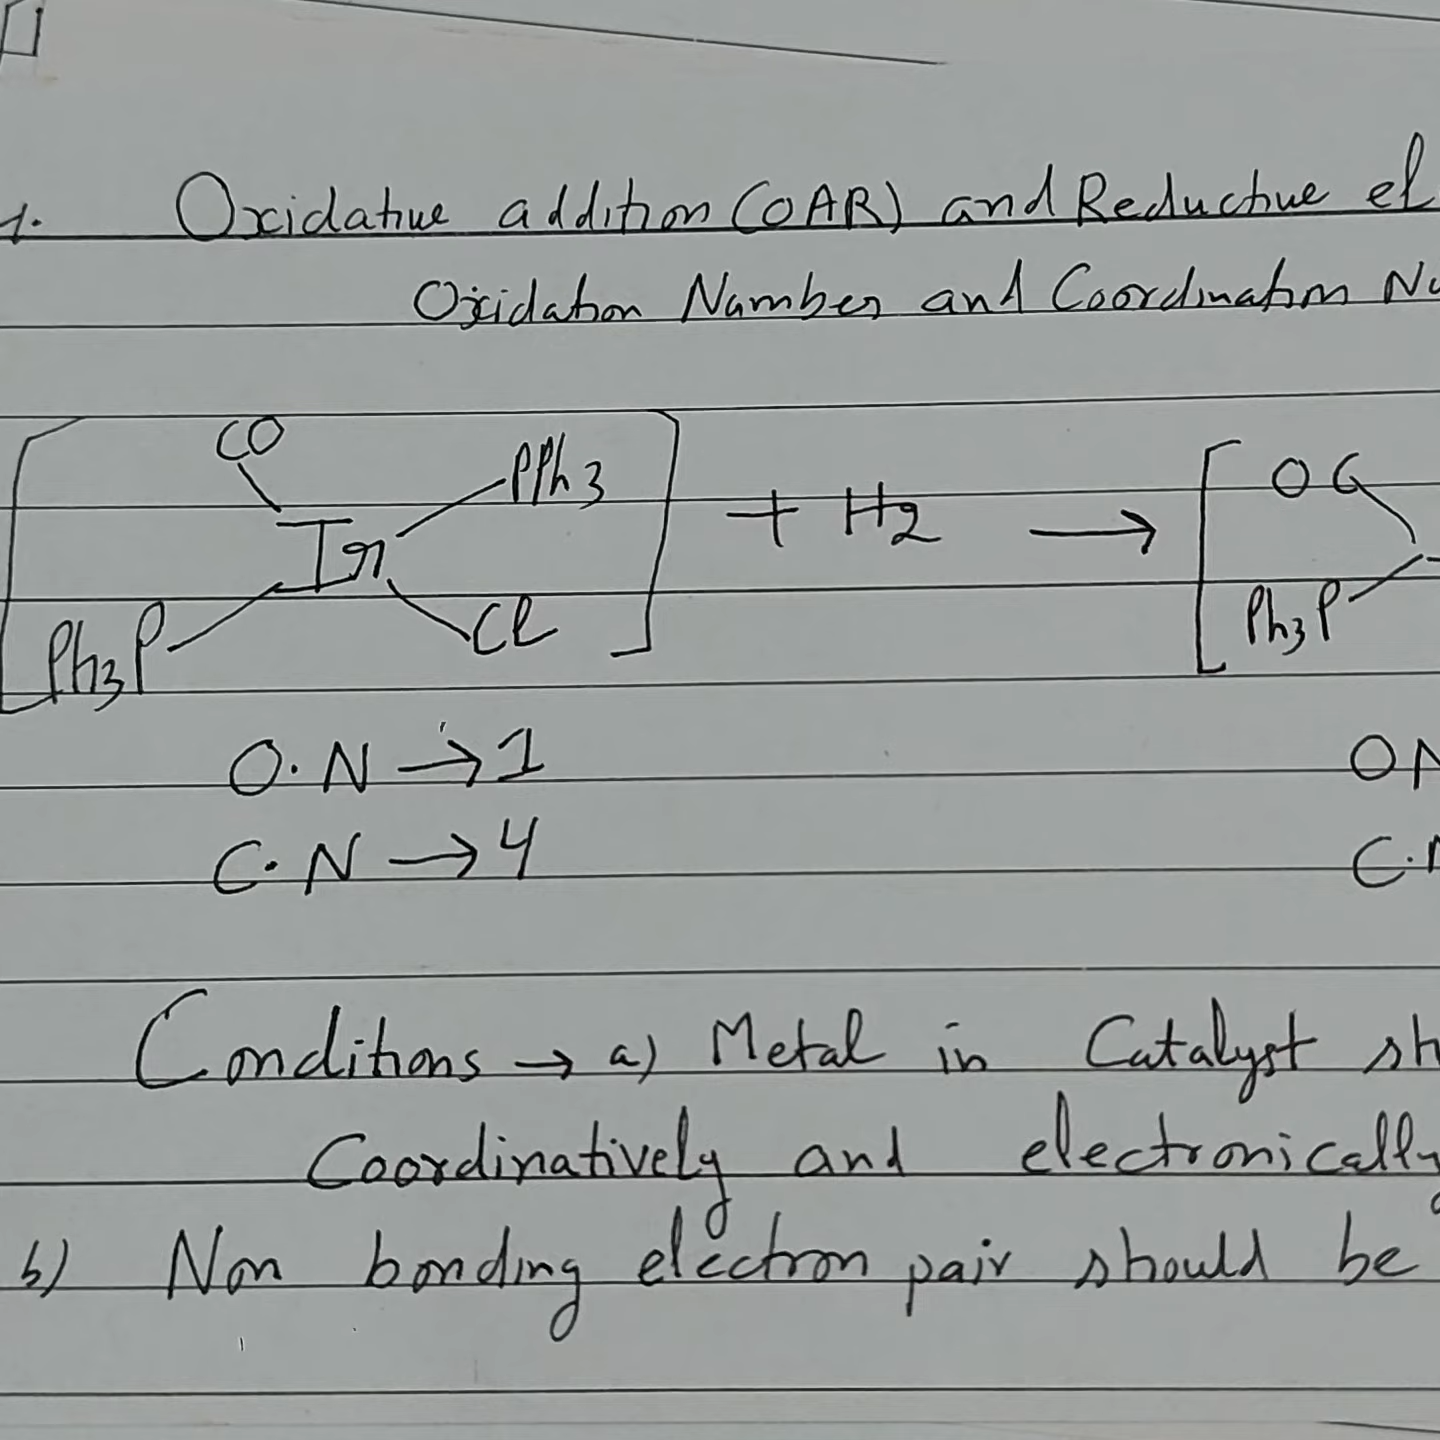 1. Oxidative addition (OAR) and Reductive el
Oxidation Number and Coordination Nu
CO
PPh3
Ir
Ph3P
Cl
+ H2 →
OC
Ph3P
O.N → 1
ON
C.N → 4
C.N
Conditions → a) Metal in Catalyst sh
Coordinatively and electronically
b) Non bonding electron pair should be